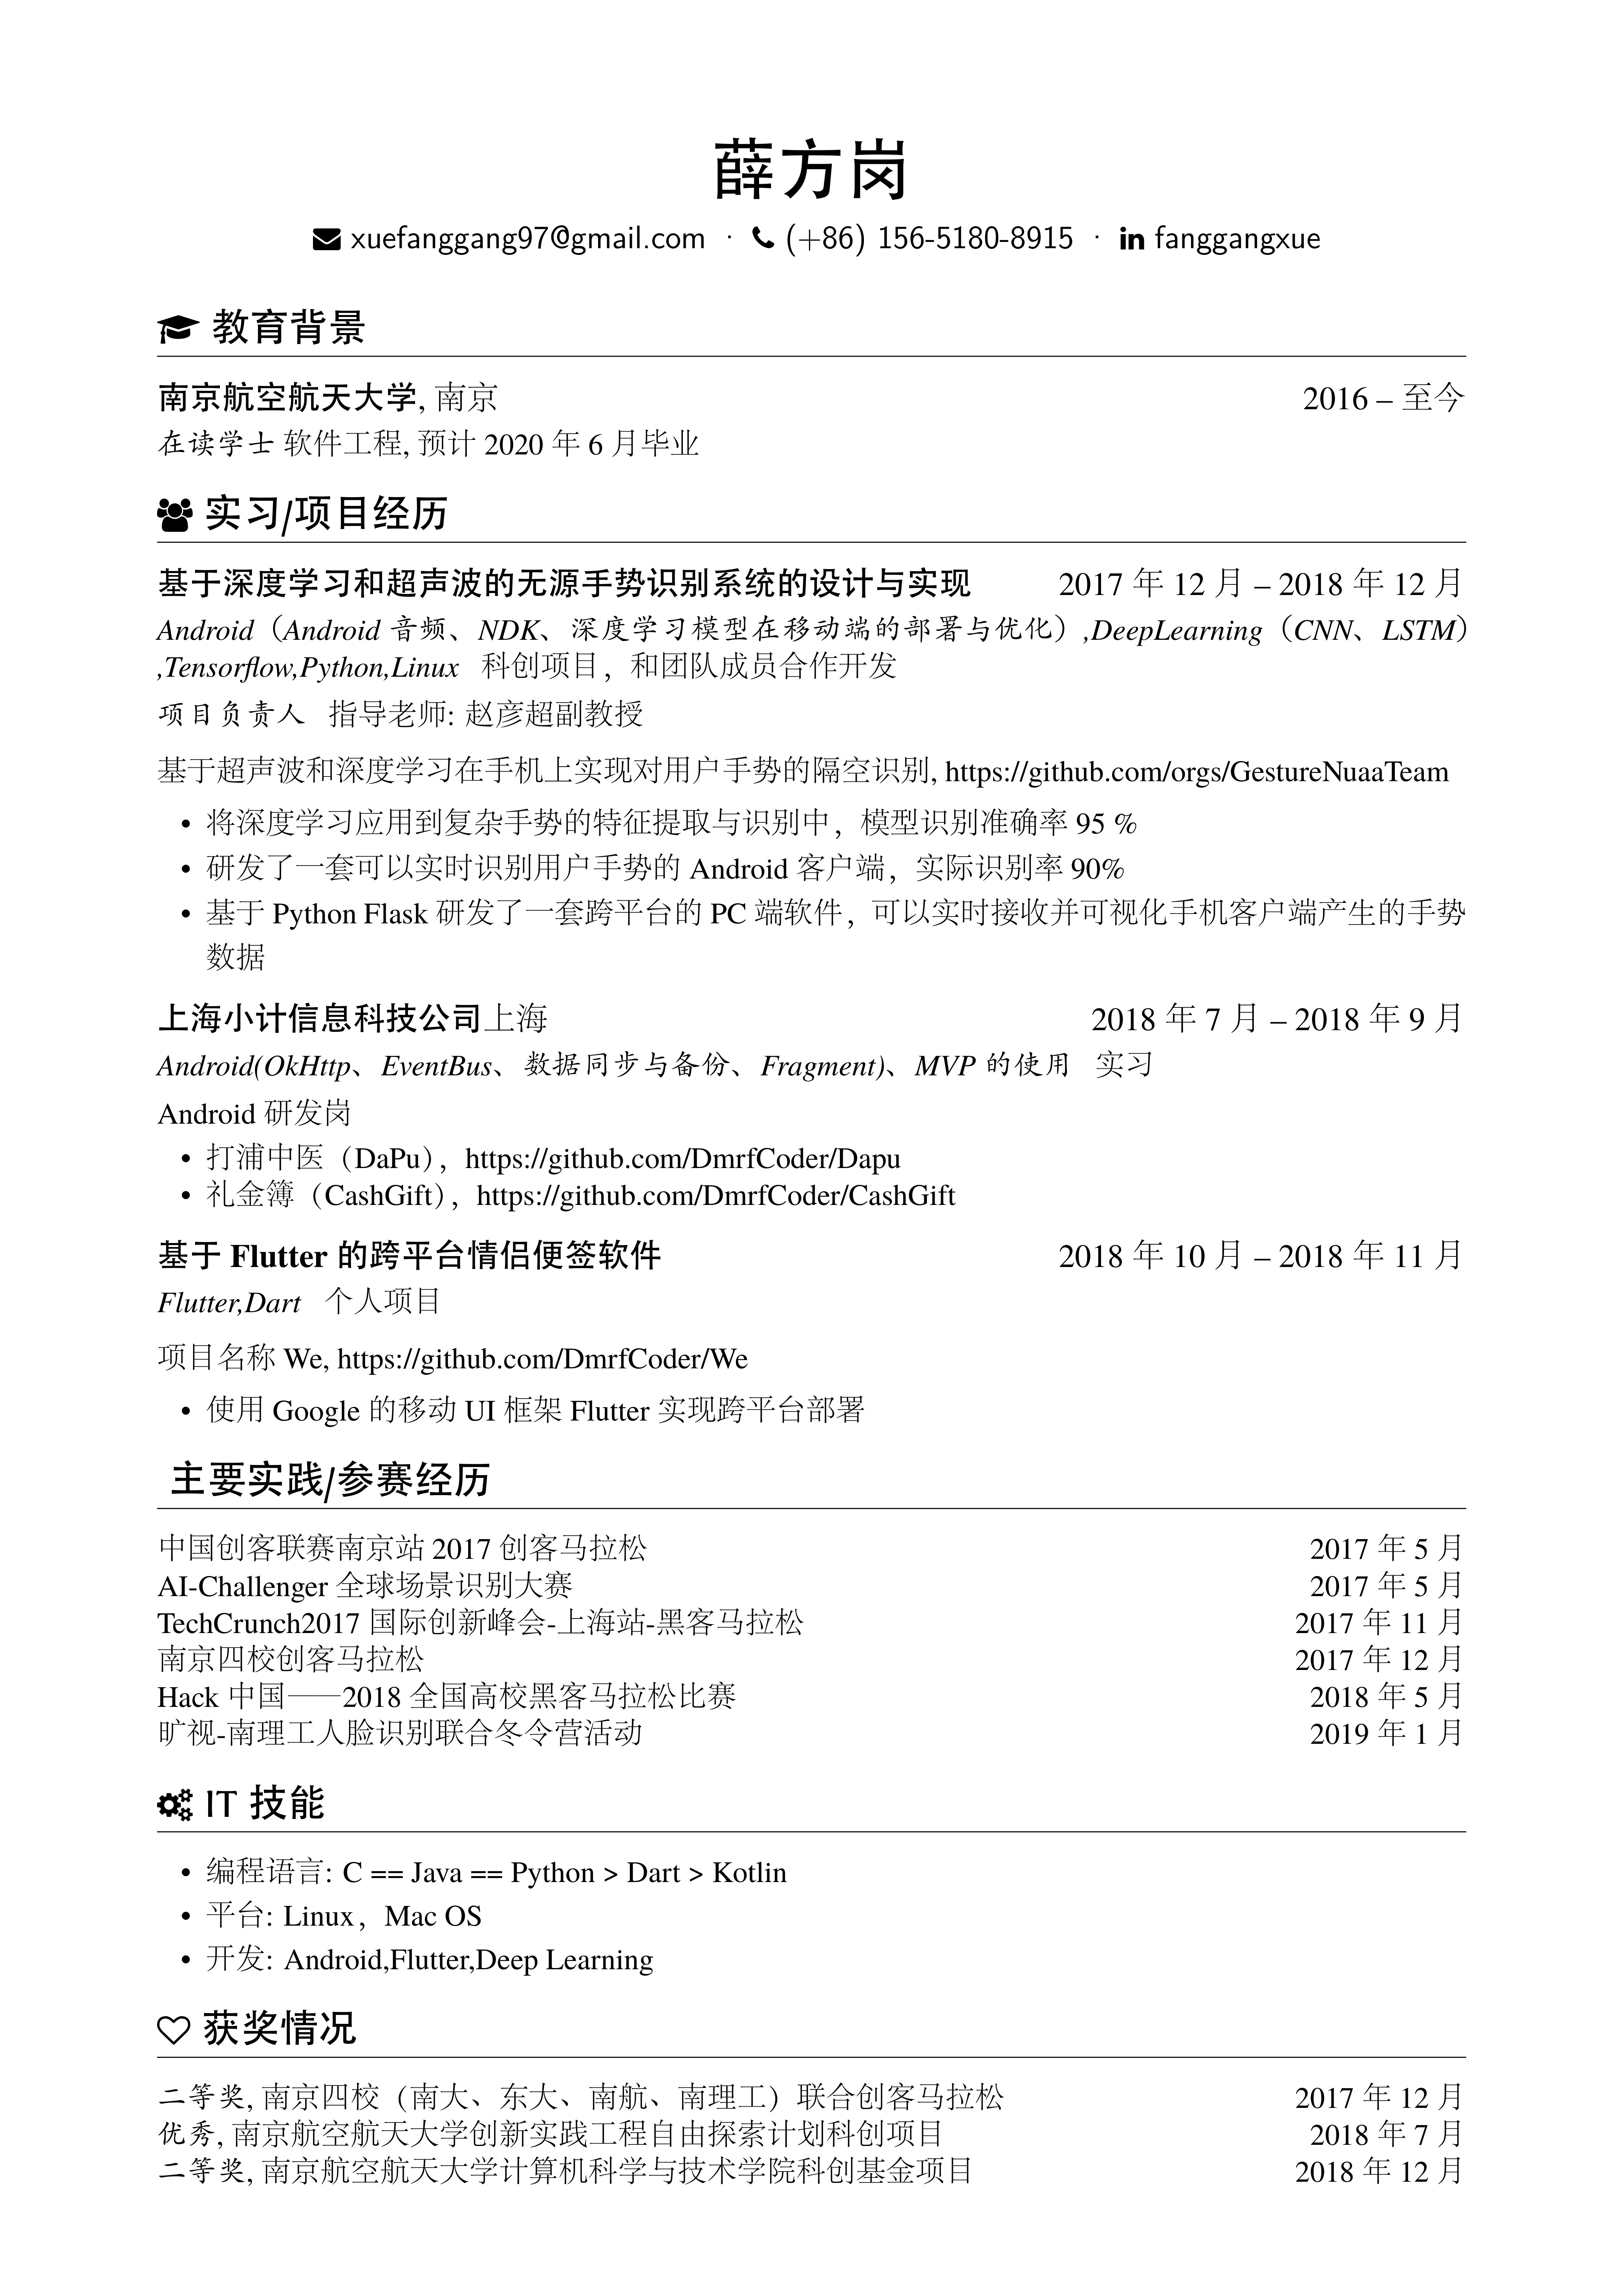 薛方岗
xuefanggang97@gmail.com · (+86) 156-5180-8915 · fanggangxue
教育背景
南京航空航天大学, 南京 2016 – 至今
在读学士 软件工程, 预计 2020 年 6 月毕业
实习/项目经历
基于深度学习和超声波的无源手势识别系统的设计与实现 2017 年 12 月 – 2018 年 12 月
Android（Android 音频、NDK、深度学习模型在移动端的部署与优化）,DeepLearning（CNN、LSTM）
,Tensorflow,Python,Linux 科创项目，和团队成员合作开发
项目负责人 指导老师: 赵彦超副教授
基于超声波和深度学习在手机上实现对用户手势的隔空识别, https://github.com/orgs/GestureNuaaTeam
• 将深度学习应用到复杂手势的特征提取与识别中，模型识别准确率 95 %
• 研发了一套可以实时识别用户手势的 Android 客户端，实际识别率 90%
• 基于 Python Flask 研发了一套跨平台的 PC 端软件，可以实时接收并可视化手机客户端产生的手势
数据
上海小计信息科技公司上海 2018 年 7 月 – 2018 年 9 月
Android(OkHttp、EventBus、数据同步与备份、Fragment)、MVP 的使用 实习
Android 研发岗
• 打浦中医（DaPu），https://github.com/DmrfCoder/Dapu
• 礼金簿（CashGift），https://github.com/DmrfCoder/CashGift
基于 Flutter 的跨平台情侣便签软件 2018 年 10 月 – 2018 年 11 月
Flutter,Dart 个人项目
项目名称 We, https://github.com/DmrfCoder/We
• 使用 Google 的移动 UI 框架 Flutter 实现跨平台部署
主要实践/参赛经历
中国创客联赛南京站 2017 创客马拉松 2017 年 5 月
AI-Challenger 全球场景识别大赛 2017 年 5 月
TechCrunch2017 国际创新峰会-上海站-黑客马拉松 2017 年 11 月
南京四校创客马拉松 2017 年 12 月
Hack 中国——2018 全国高校黑客马拉松比赛 2018 年 5 月
旷视-南理工人脸识别联合冬令营活动 2019 年 1 月
IT 技能
• 编程语言: C == Java == Python > Dart > Kotlin
• 平台: Linux，Mac OS
• 开发: Android,Flutter,Deep Learning
获奖情况
二等奖, 南京四校（南大、东大、南航、南理工）联合创客马拉松 2017 年 12 月
优秀, 南京航空航天大学创新实践工程自由探索计划科创项目 2018 年 7 月
二等奖, 南京航空航天大学计算机科学与技术学院科创基金项目 2018 年 12 月